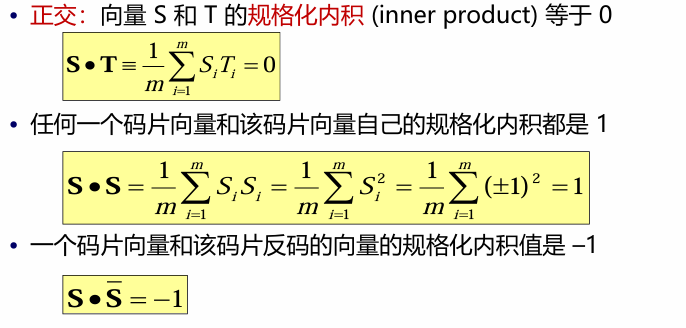 • 正交：向量 S 和 T 的规格化内积 (inner product) 等于 0
$\mathbf{S} \bullet \mathbf{T} \equiv \frac{1}{m}\sum_{i=1}^{m} S_i T_i = 0$
• 任何一个码片向量和该码片向量自己的规格化内积都是 1
$\mathbf{S} \bullet \mathbf{S} = \frac{1}{m}\sum_{i=1}^{m} S_i S_i = \frac{1}{m}\sum_{i=1}^{m} S_i^2 = \frac{1}{m}\sum_{i=1}^{m} (\pm 1)^2 = 1$
• 一个码片向量和该码片反码的向量的规格化内积值是 –1
$\mathbf{S} \bullet \overline{\mathbf{S}} = -1$